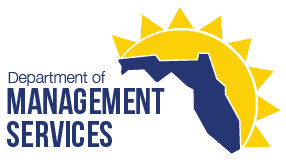 Department of
MANAGEMENT
SERVICES